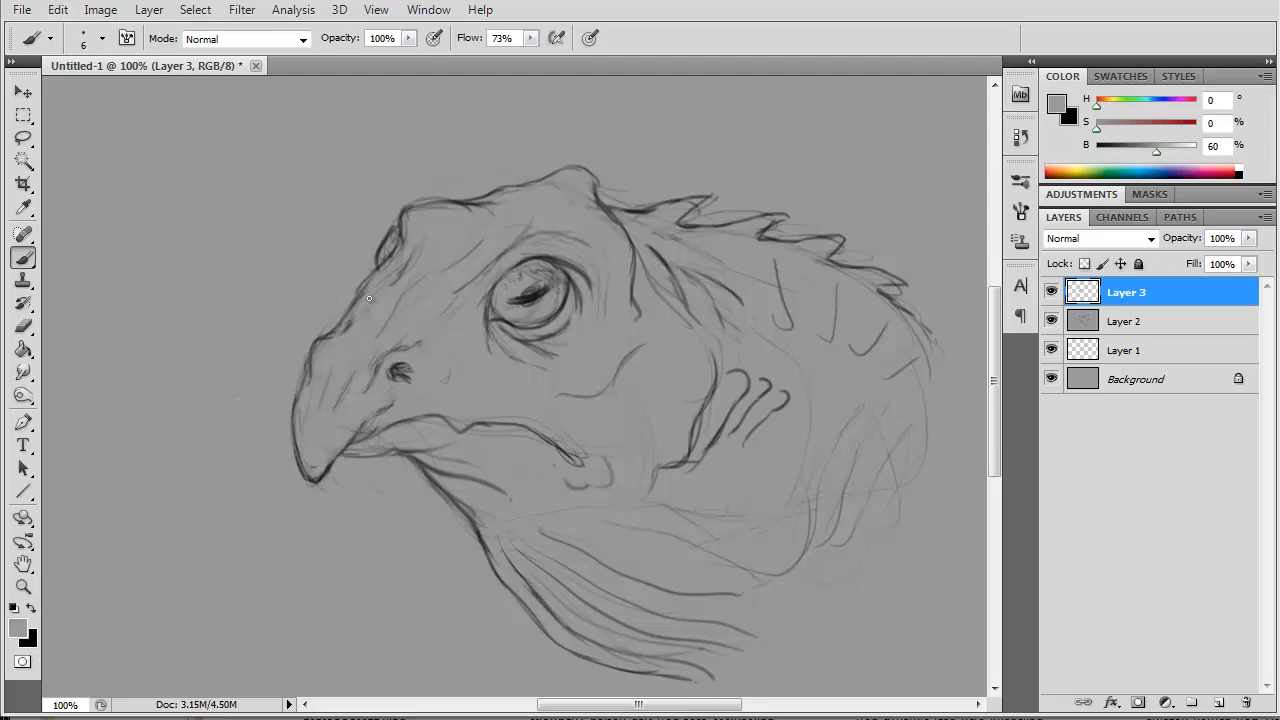 File Edit Image Layer Select Filter Analysis 3D View Window Help
6 Mode: Normal Opacity: 100% Flow: 73%
Untitled-1 @ 100% (Layer 3, RGB/8) *
COLOR SWATCHES STYLES
Mb
H 0 °
S 0 %
B 60 %
ADJUSTMENTS MASKS
LAYERS CHANNELS PATHS
Normal Opacity: 100%
Lock: Fill: 100%
Layer 3
Layer 2
Layer 1
Background
100% Doc: 3.15M/4.50M